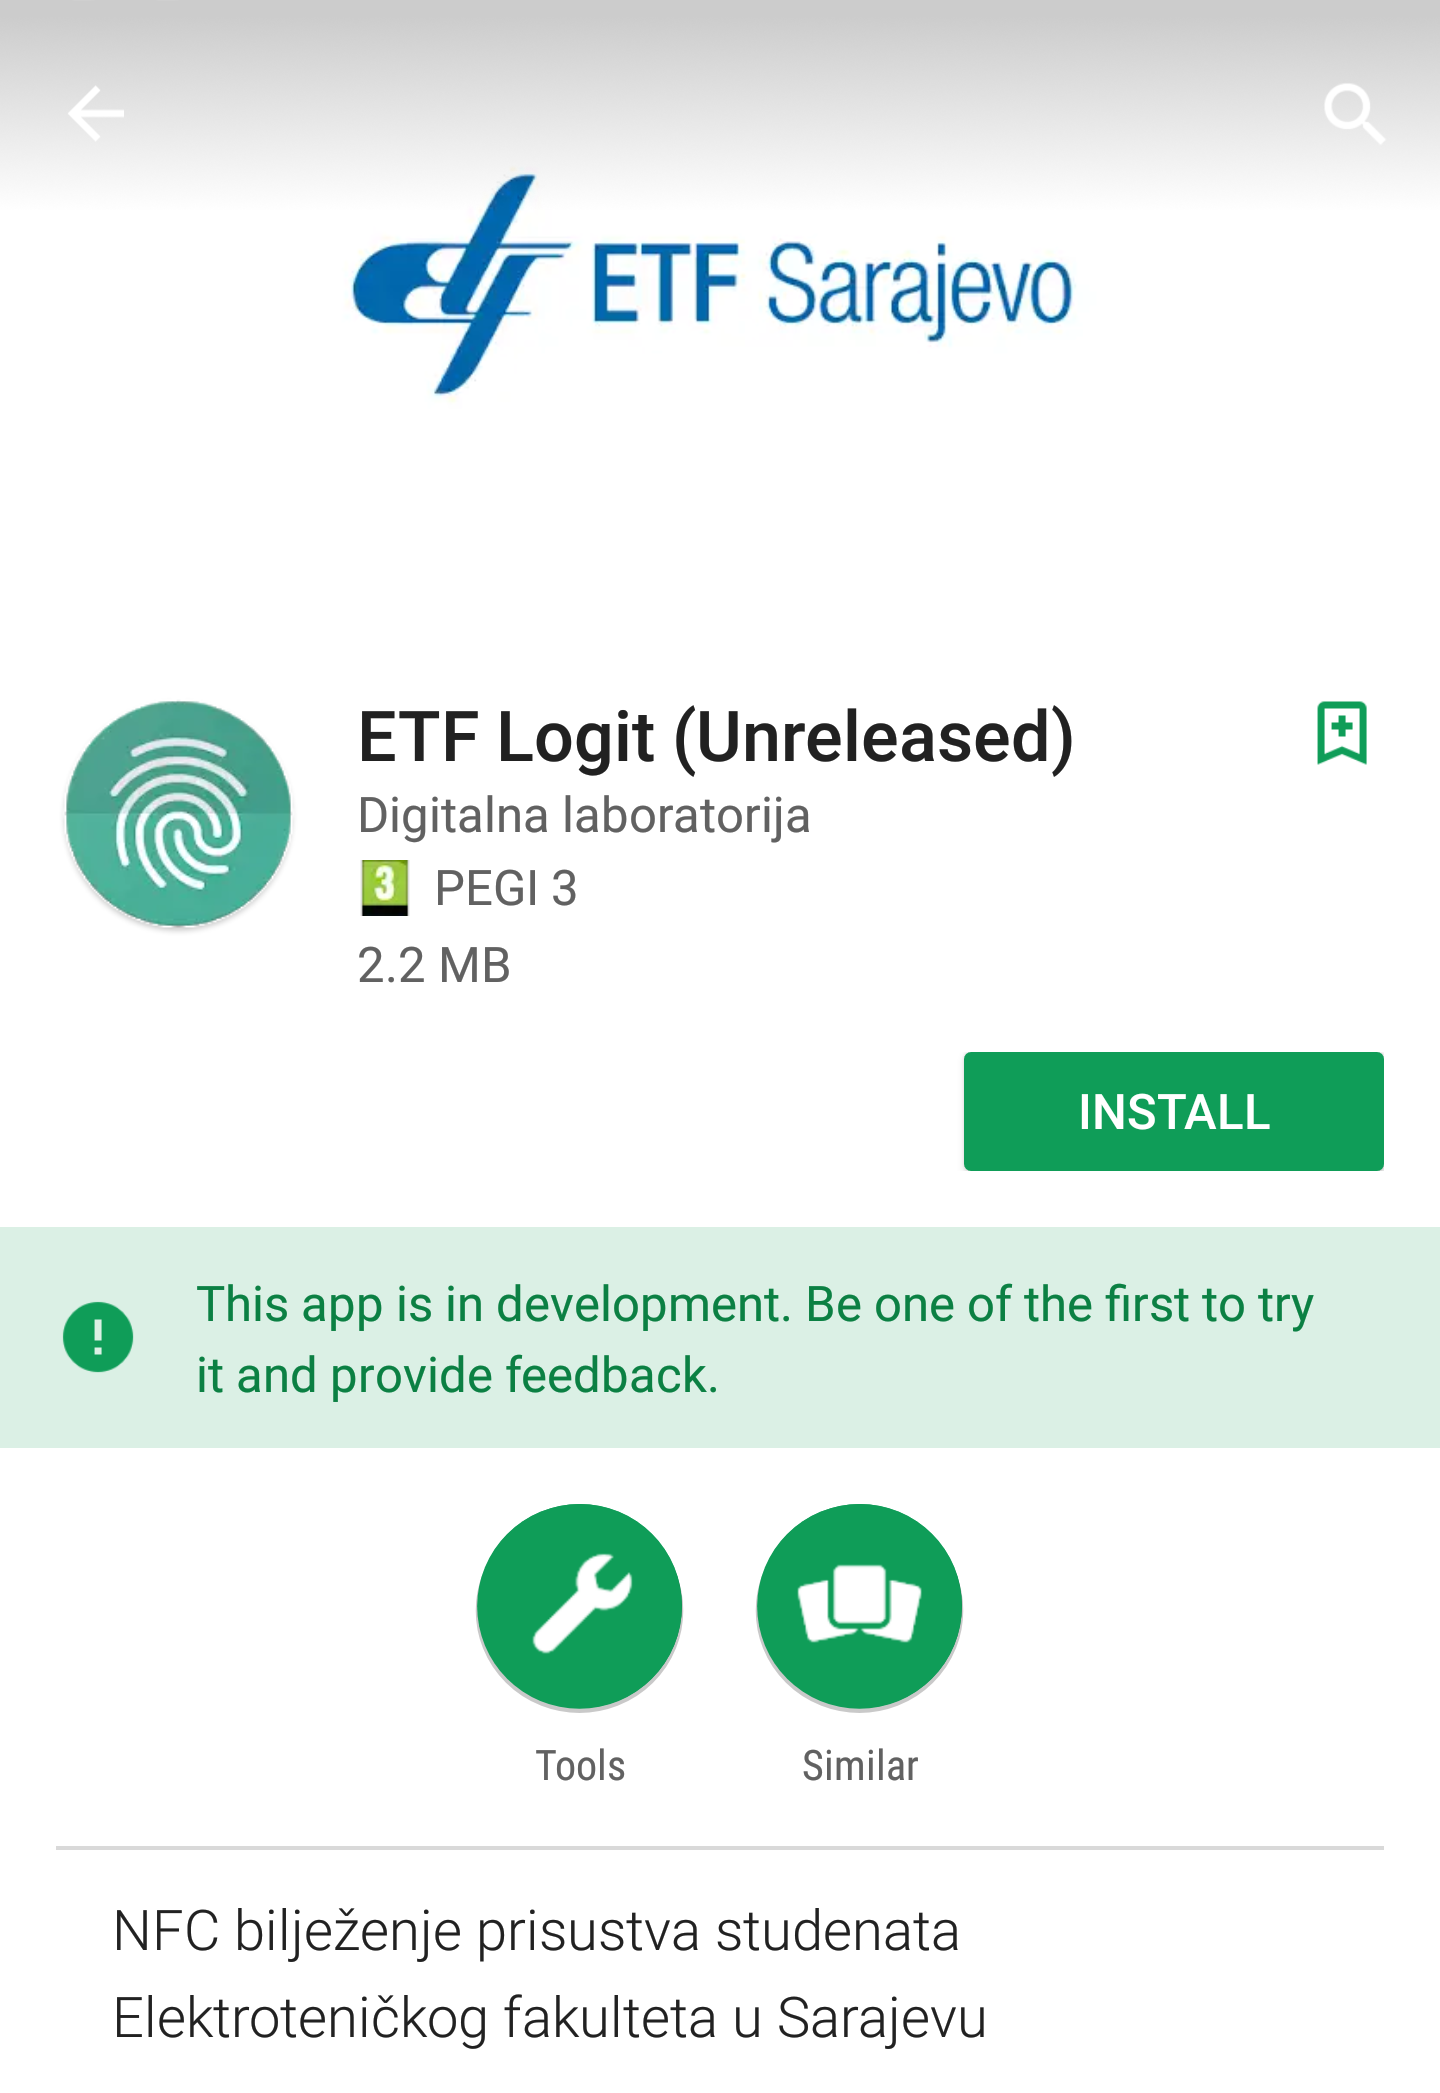 ETF Sarajevo
ETF Logit (Unreleased)
Digitalna laboratorija
3 PEGI 3
2.2 MB
INSTALL
This app is in development. Be one of the first to try
it and provide feedback.
Tools
Similar
NFC bilježenje prisustva studenata
Elektroteničkog fakulteta u Sarajevu